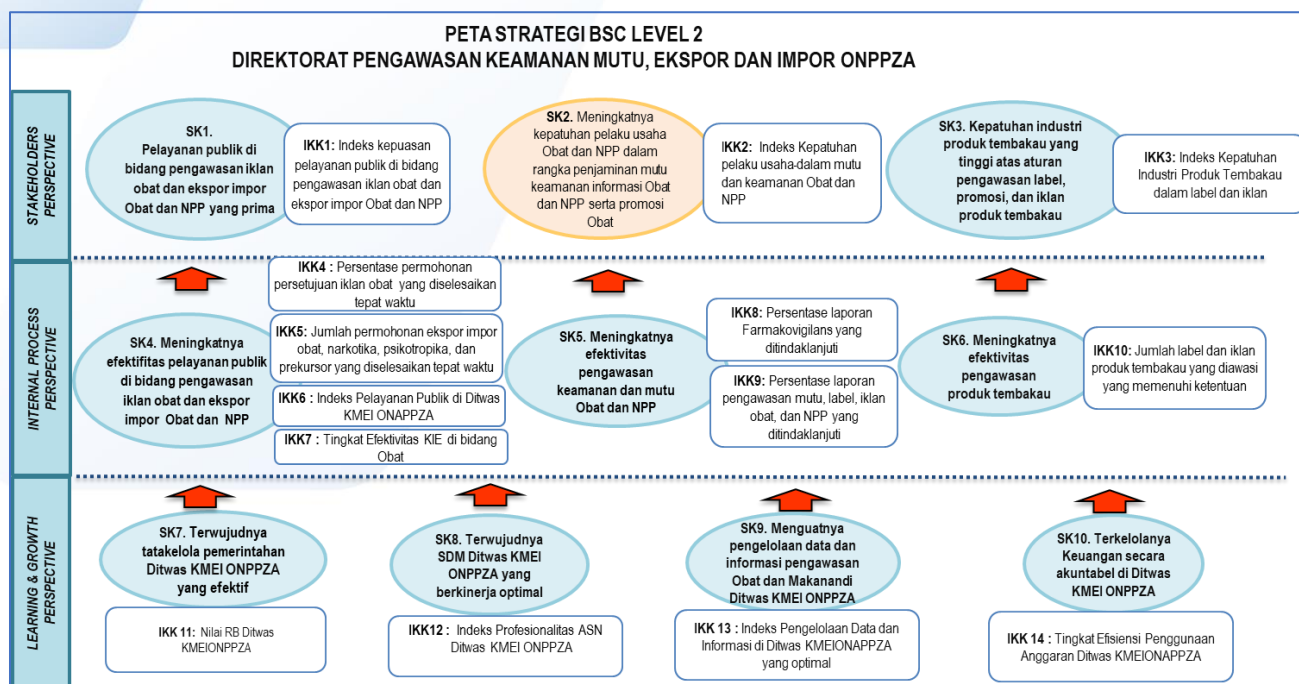 PETA STRATEGI BSC LEVEL 2
DIREKTORAT PENGAWASAN KEAMANAN MUTU, EKSPOR DAN IMPOR ONPPZA
STAKEHOLDERS
PERSPECTIVE
SK1.
Pelayanan publik di
bidang pengawasan iklan
obat dan ekspor impor
Obat dan NPP yang prima
IKK1: Indeks kepuasan
pelayanan publik di bidang
pengawasan iklan obat dan
ekspor impor Obat dan NPP
SK2. Meningkatnya
kepatuhan pelaku usaha
Obat dan NPP dalam
rangka penjaminan mutu
keamanan informasi Obat
dan NPP serta promosi
Obat
IKK2: Indeks Kepatuhan
pelaku usaha-dalam mutu
dan keamanan Obat dan
NPP
SK3. Kepatuhan industri
produk tembakau yang
tinggi atas aturan
pengawasan label,
promosi, dan iklan
produk tembakau
IKK3: Indeks Kepatuhan
Industri Produk Tembakau
dalam label dan iklan
INTERNAL PROCESS
PERSPECTIVE
SK4. Meningkatnya
efektifitas pelayanan publik
di bidang pengawasan
iklan obat dan ekspor
impor Obat dan NPP
IKK4 : Persentase permohonan
persetujuan iklan obat yang diselesaikan
tepat waktu
IKK5: Jumlah permohonan ekspor impor
obat, narkotika, psikotropika, dan
prekursor yang diselesaikan tepat waktu
IKK6 : Indeks Pelayanan Publik di Ditwas
KMEI ONAPPZA
IKK7 : Tingkat Efektivitas KIE di bidang
Obat
SK5. Meningkatnya
efektivitas
pengawasan
keamanan dan mutu
Obat dan NPP
IKK8: Persentase laporan
Farmakovigilans yang
ditindaklanjuti
IKK9: Persentase laporan
pengawasan mutu, label, iklan
obat, dan NPP yang
ditindaklanjuti
SK6. Meningkatnya
efektivitas
pengawasan
produk tembakau
IKK10: Jumlah label dan iklan
produk tembakau yang diawasi
yang memenuhi ketentuan
LEARNING & GROWTH
PERSPECTIVE
SK7. Terwujudnya
tatakelola pemerintahan
Ditwas KMEI ONPPZA
yang efektif
IKK 11: Nilai RB Ditwas
KMEIONPPZA
SK8. Terwujudnya
SDM Ditwas KMEI
ONPPZA yang
berkinerja optimal
IKK12 : Indeks Profesionalitas ASN
Ditwas KMEI ONPPZA
SK9. Menguatnya
pengelolaan data dan
informasi pengawasan
Obat dan Makanandi
Ditwas KMEI ONPPZA
IKK 13 : Indeks Pengelolaan Data dan
Informasi di Ditwas KMEIONAPPZA
yang optimal
SK10. Terkelolanya
Keuangan secara
akuntabel di Ditwas
KMEI ONPPZA
IKK 14 : Tingkat Efisiensi Penggunaan
Anggaran Ditwas KMEIONAPPZA